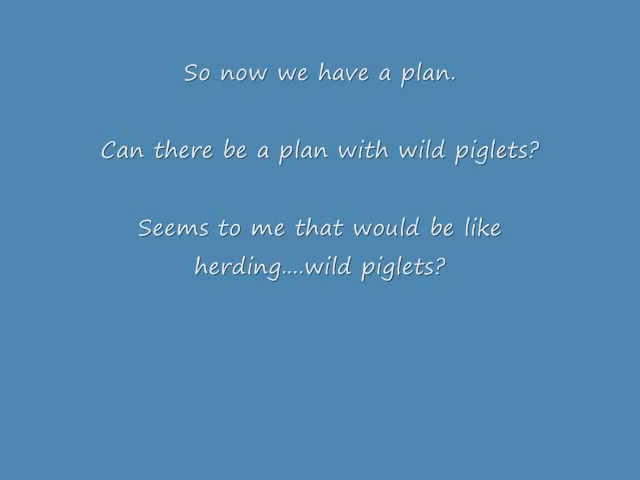 So now we have a plan.
Can there be a plan with wild piglets?
Seems to me that would be like
herding....wild piglets?